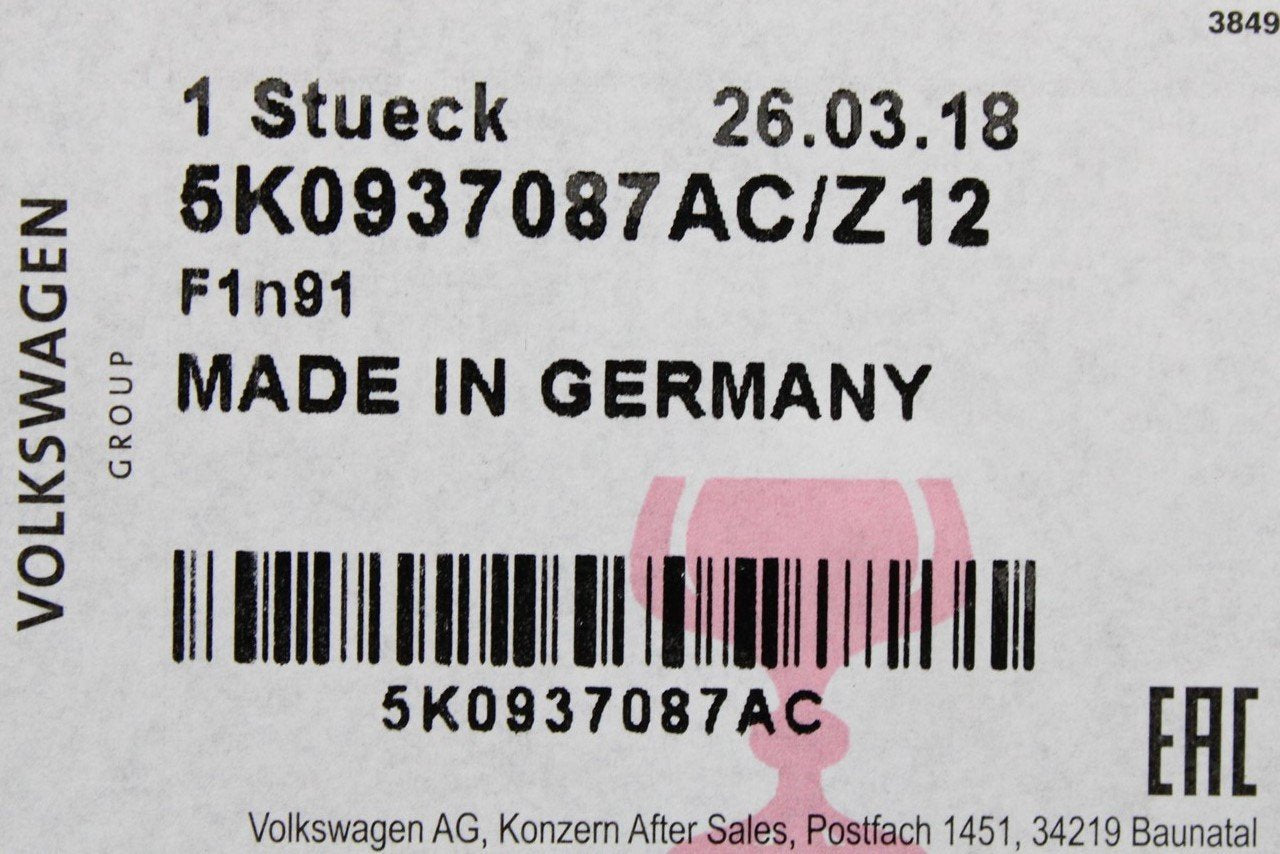 3849
1 Stueck 26.03.18
5K0937087AC/Z12
F1n91
MADE IN GERMANY
VOLKSWAGEN
GROUP
5K0937087AC
EAC
Volkswagen AG, Konzern After Sales, Postfach 1451, 34219 Baunatal